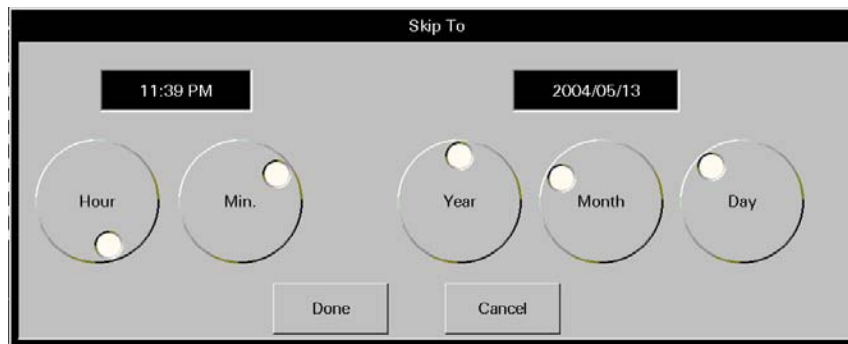 Skip To
11:39 PM 2004/05/13
Hour Min. Year Month Day
Done Cancel